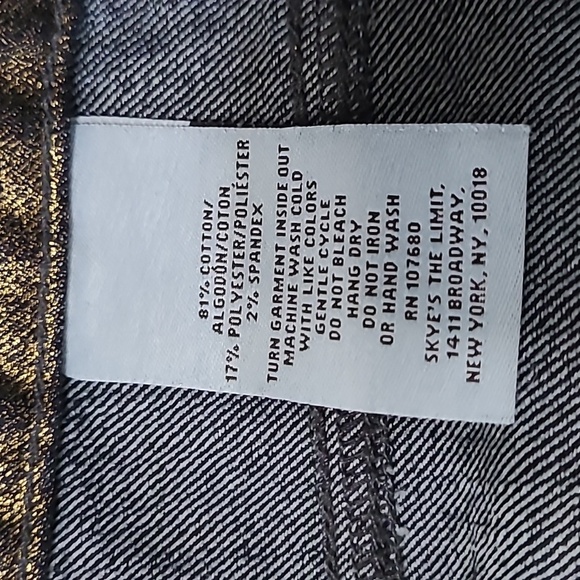 81% COTTON/
ALGODÓN/COTON
17% POLYESTER/POLIÉSTER
2% SPANDEX
TURN GARMENT INSIDE OUT
MACHINE WASH COLD
WITH LIKE COLORS
GENTLE CYCLE
DO NOT BLEACH
HANG DRY
DO NOT IRON
OR HAND WASH
RN 107680
SKYE'S THE LIMIT,
1411 BROADWAY,
NEW YORK, NY, 10018